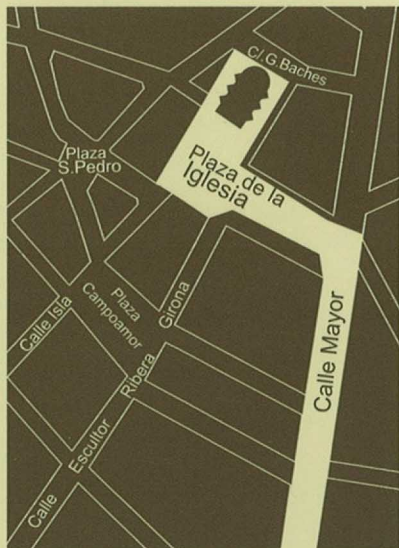 C/.G.Baches
Plaza
S.Pedro
Plaza de la
Iglesia
Plaza
Campoamor
Girona
Calle Isla
Calle Mayor
Calle Escultor Ribera